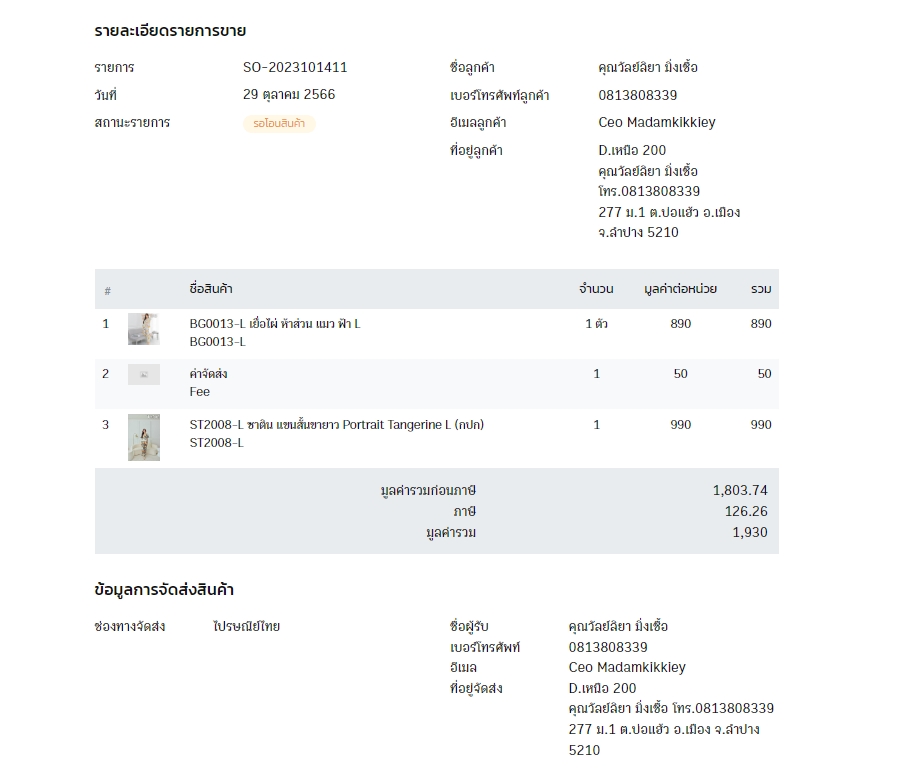 รายละเอียดรายการขาย
รายการ SO-2023101411
วันที่ 29 ตุลาคม 2566
สถานะรายการ รอโอนสินค้า
ชื่อลูกค้า คุณวัลย์ลิยา มิ่งเชื้อ
เบอร์โทรศัพท์ลูกค้า 0813808339
อีเมลลูกค้า Ceo Madamkikkiey
ที่อยู่ลูกค้า D.เหนือ 200
คุณวัลย์ลิยา มิ่งเชื้อ
โทร.0813808339
277 ม.1 ต.บ่อแฮ้ว อ.เมือง
จ.ลำปาง 5210
# ชื่อสินค้า จำนวน มูลค่าต่อหน่วย รวม
1 BG0013-L เยื่อไผ่ ห้าส่วน แมว ฟ้า L 1 ตัว 890 890
BG0013-L
2 ค่าจัดส่ง 1 50 50
Fee
3 ST2008-L ซาติน แขนสั้นขายาว Portrait Tangerine L (กปก) 1 990 990
ST2008-L
มูลค่ารวมก่อนภาษี 1,803.74
ภาษี 126.26
มูลค่ารวม 1,930
ข้อมูลการจัดส่งสินค้า
ช่องทางจัดส่ง ไปรษณีย์ไทย
ชื่อผู้รับ คุณวัลย์ลิยา มิ่งเชื้อ
เบอร์โทรศัพท์ 0813808339
อีเมล Ceo Madamkikkiey
ที่อยู่จัดส่ง D.เหนือ 200
คุณวัลย์ลิยา มิ่งเชื้อ โทร.0813808339
277 ม.1 ต.บ่อแฮ้ว อ.เมือง จ.ลำปาง
5210